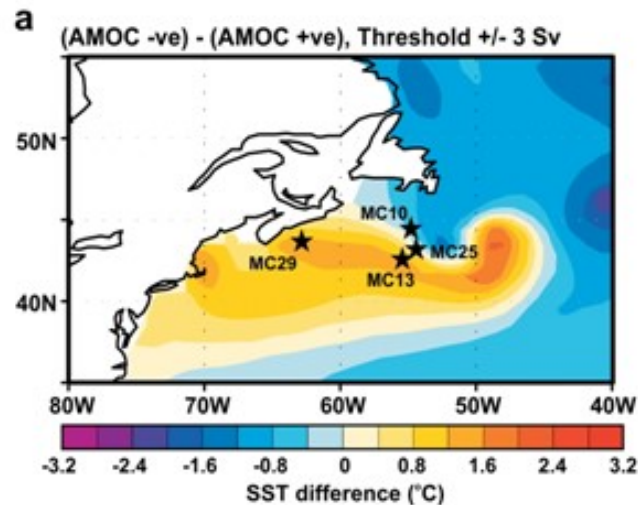 a
(AMOC -ve) - (AMOC +ve), Threshold +/- 3 Sv
50N
MC10
MC25
MC29
MC13
40N
80W 70W 60W 50W 40W
-3.2 -2.4 -1.6 -0.8 0 0.8 1.6 2.4 3.2
SST difference (°C)